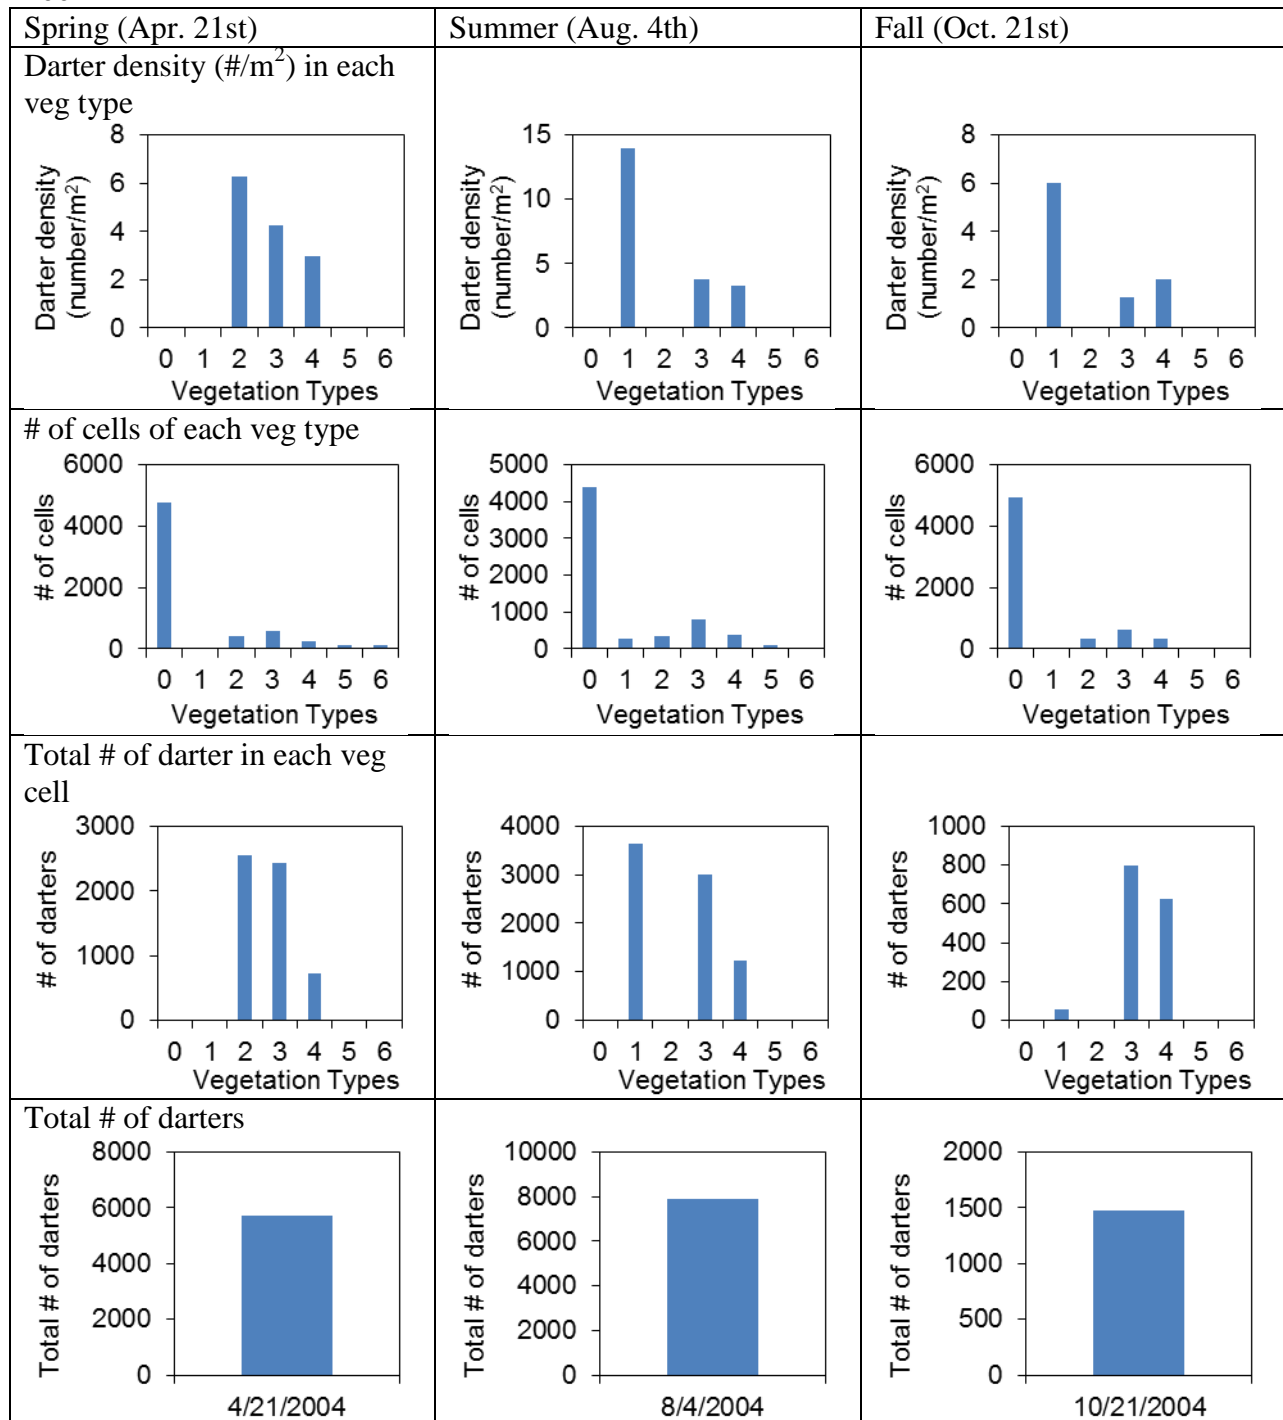 Spring (Apr. 21st)
Summer (Aug. 4th)
Fall (Oct. 21st)
Darter density (#/m²) in each
veg type
8
6
4
2
0
Darter density
(number/m²)
0 1 2 3 4 5 6
Vegetation Types
15
10
5
0
Darter density
(number/m²)
0 1 2 3 4 5 6
Vegetation Types
8
6
4
2
0
Darter density
(number/m²)
0 1 2 3 4 5 6
Vegetation Types
# of cells of each veg type
6000
4000
2000
0
# of cells
0 1 2 3 4 5 6
Vegetation Types
5000
4000
3000
2000
1000
0
# of cells
0 1 2 3 4 5 6
Vegetation Types
6000
4000
2000
0
# of cells
0 1 2 3 4 5 6
Vegetation Types
Total # of darter in each veg
cell
3000
2000
1000
0
# of darters
0 1 2 3 4 5 6
Vegetation Types
4000
3000
2000
1000
0
# of darters
0 1 2 3 4 5 6
Vegetation Types
1000
800
600
400
200
0
# of darters
0 1 2 3 4 5 6
Vegetation Types
Total # of darters
8000
6000
4000
2000
0
Total # of darters
4/21/2004
10000
8000
6000
4000
2000
0
Total # of darters
8/4/2004
2000
1500
1000
500
0
Total # of darters
10/21/2004